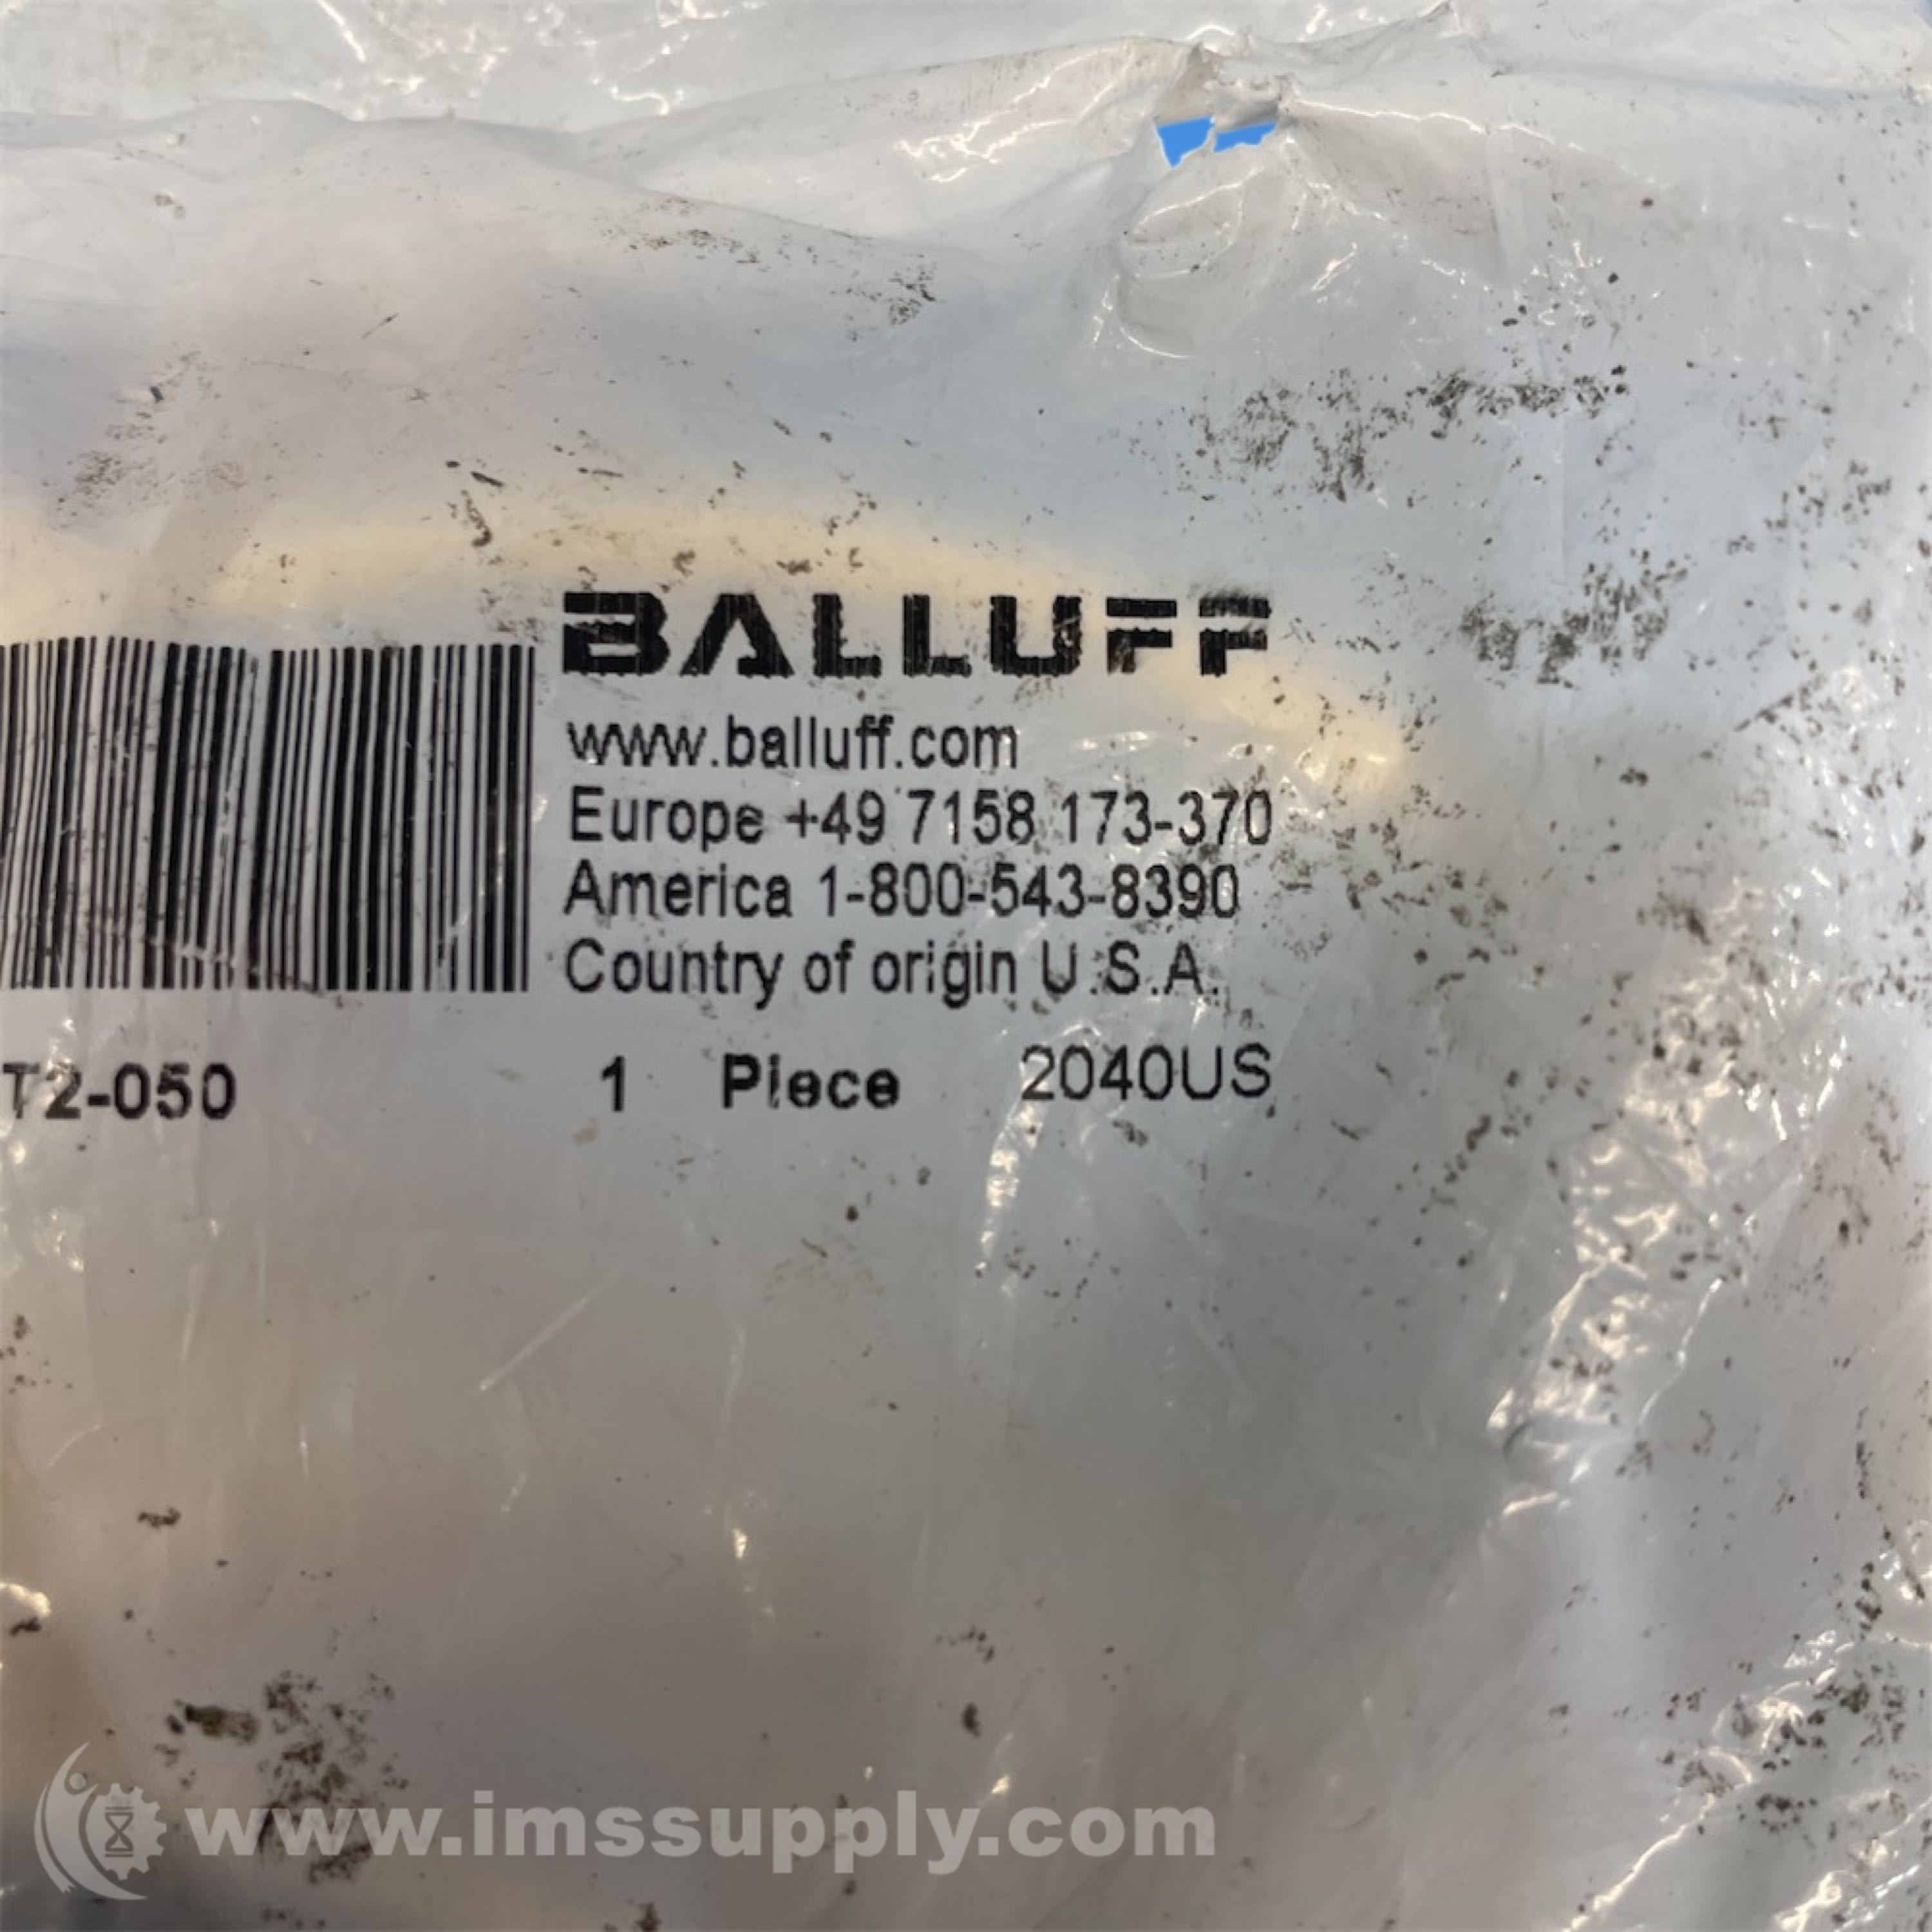 BALLUFF
www.balluff.com
Europe +49 7158 173-370
America 1-800-543-8390
Country of origin U.S.A.
T2-050 1 Piece 2040US
www.imssupply.com